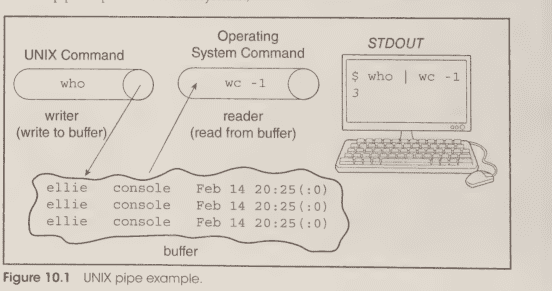 UNIX Command
who
writer
(write to buffer)
Operating
System Command
wc -l
reader
(read from buffer)
STDOUT
$ who | wc -l
3
ellie console Feb 14 20:25(:0)
ellie console Feb 14 20:25(:0)
ellie console Feb 14 20:25(:0)
buffer
Figure 10.1 UNIX pipe example.